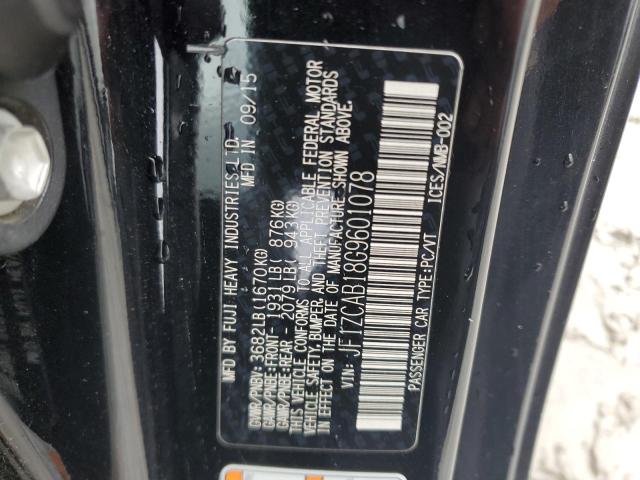 MFD BY FUJI HEAVY INDUSTRIES LTD.
MFD IN 09/15
GVWR/PNBV: 3682LB(1670KG)
GAWR/PNBE:FRONT- 1931LB( 876KG)
GAWR/PNBE:REAR- 2079LB( 943KG)
THIS VEHICLE CONFORMS TO ALL APPLICABLE FEDERAL MOTOR
VEHICLE SAFETY, BUMPER, AND THEFT PREVENTION STANDARDS
IN EFFECT ON THE DATE OF MANUFACTURE SHOWN ABOVE.
VIN: JF1ZCAB18G9601078
PASSENGER CAR TYPE:PC/VT ICES/NMB-002